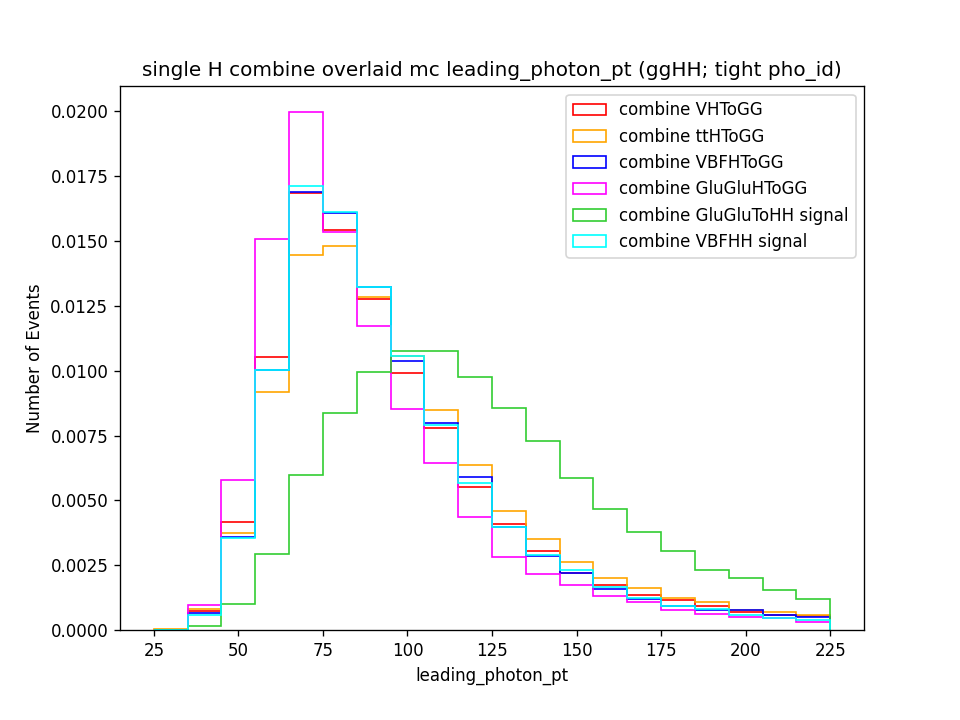 single H combine overlaid mc leading_photon_pt (ggHH; tight pho_id)
combine VHToGG
combine ttHToGG
combine VBFHToGG
combine GluGluHToGG
combine GluGluToHH signal
combine VBFHH signal
Number of Events
0.0200
0.0175
0.0150
0.0125
0.0100
0.0075
0.0050
0.0025
0.0000
25 50 75 100 125 150 175 200 225
leading_photon_pt